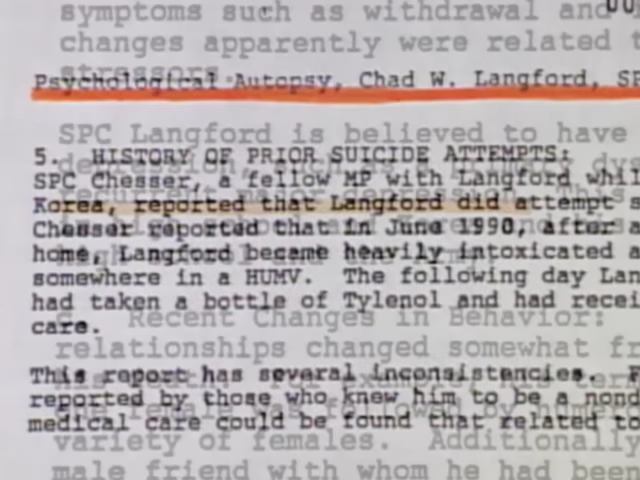 symptoms such as withdrawal and
changes apparently were related t
stressors.
Psychological Autopsy, Chad W. Langford, SP
SPC Langford is believed to have
5. HISTORY OF PRIOR SUICIDE ATTEMPTS:
SPC Chesser, a fellow MP with Langford whil
Korea, reported that Langford did attempt s
Chesser reported that in June 1990, after a
home, Langford became heavily intoxicated a
somewhere in a HUMV. The following day Lan
had taken a bottle of Tylenol and had recei
care.
Recent Changes in Behavior:
relationships changed somewhat fr
This report has several inconsistencies. F
reported by those who knew him to be a nond
medical care could be found that related to
variety of females. Additionally
male friend with whom he had been